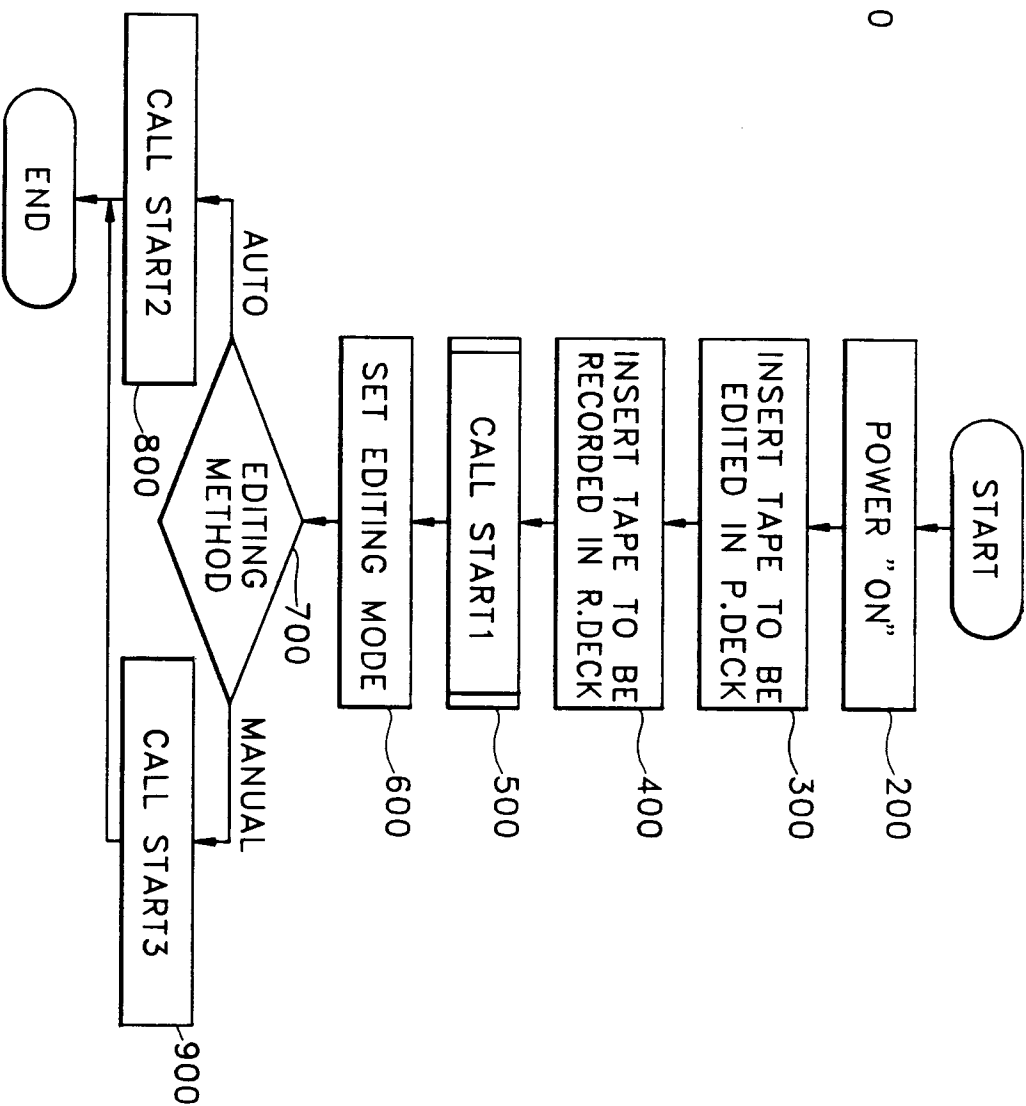 0
START
POWER "ON"
200
INSERT TAPE TO BE
EDITED IN P.DECK
300
INSERT TAPE TO BE
RECORDED IN R.DECK
400
CALL START1
500
SET EDITING MODE
600
EDITING
METHOD
700
AUTO
MANUAL
CALL START2
800
CALL START3
900
END